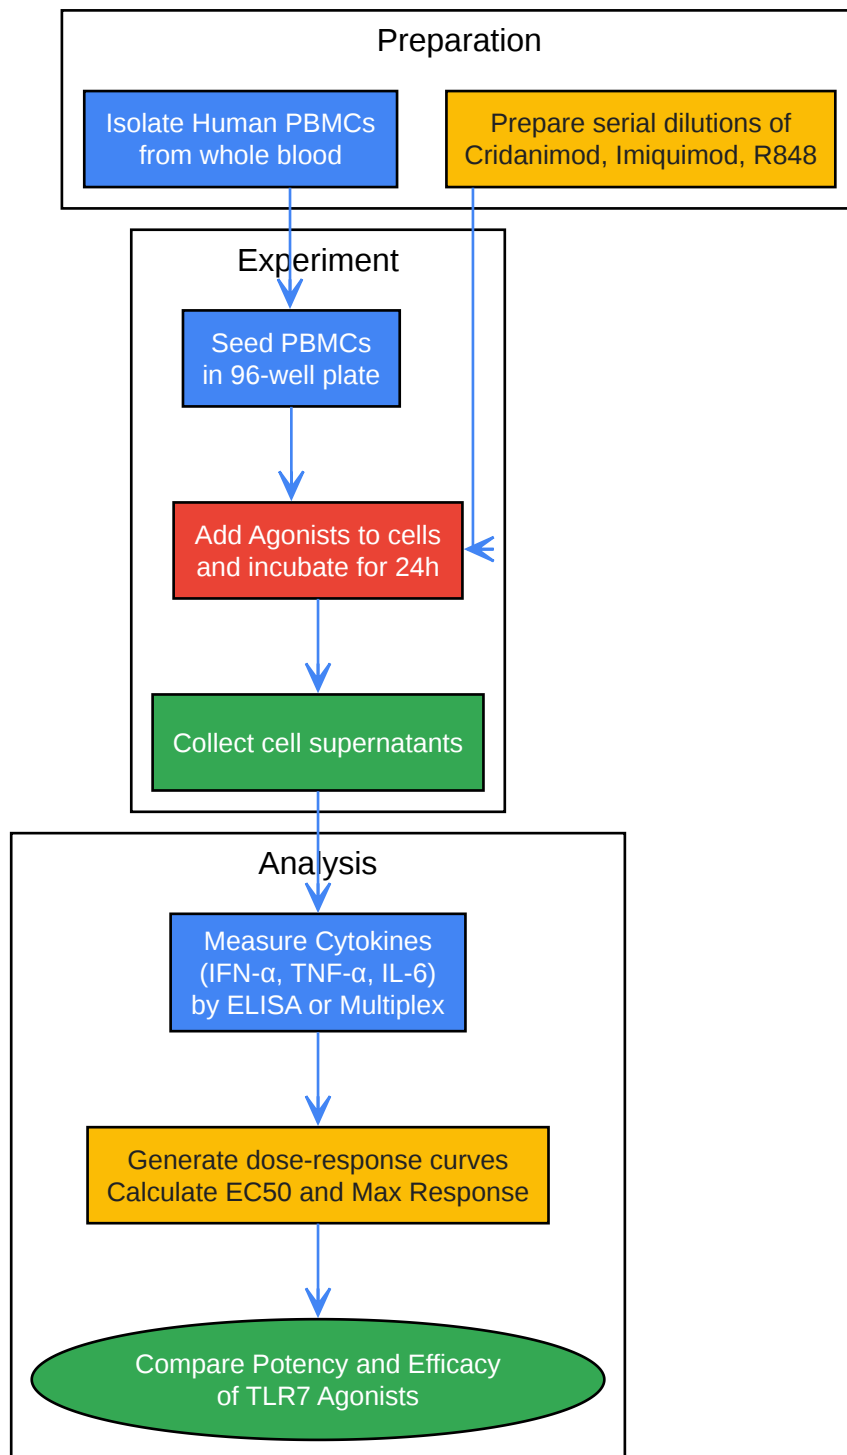 Preparation
Isolate Human PBMCs
from whole blood
Prepare serial dilutions of
Cridanimod, Imiquimod, R848
Experiment
Seed PBMCs
in 96-well plate
Add Agonists to cells
and incubate for 24h
Collect cell supernatants
Analysis
Measure Cytokines
(IFN-α, TNF-α, IL-6)
by ELISA or Multiplex
Generate dose-response curves
Calculate EC50 and Max Response
Compare Potency and Efficacy
of TLR7 Agonists